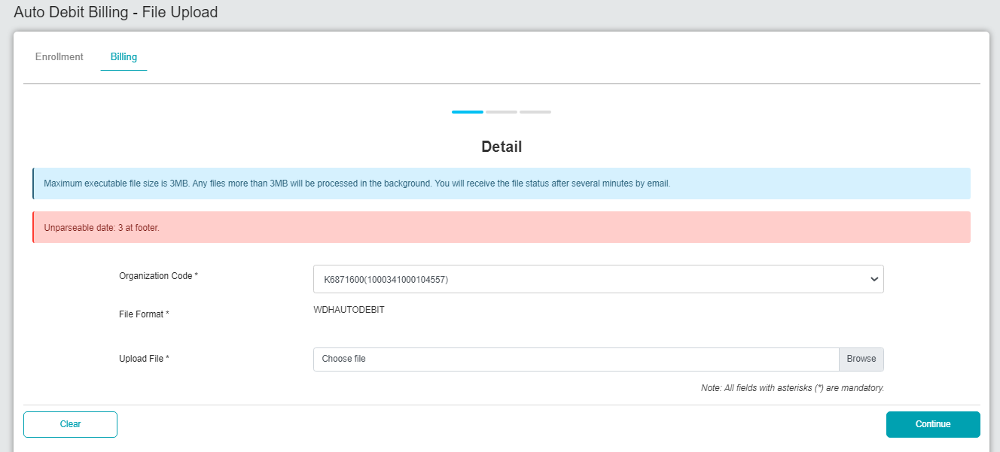 Auto Debit Billing - File Upload
Enrollment
Billing
Detail
Maximum executable file size is 3MB. Any files more than 3MB will be processed in the background. You will receive the file status after several minutes by email.
Unparseable date: 3 at footer.
Organization Code *
K6871600(1000341000104557)
File Format *
WDHAUTODEBIT
Upload File *
Choose file
Browse
Note: All fields with asterisks (*) are mandatory.
Clear
Continue